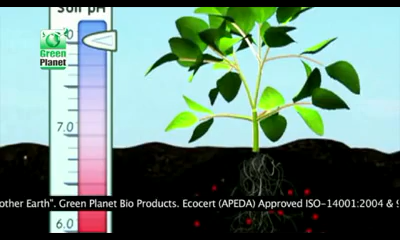 Soil pH
Green
Planet
7.0
other Earth". Green Planet Bio Products. Ecocert (APEDA) Approved ISO-14001:2004 &
6.0